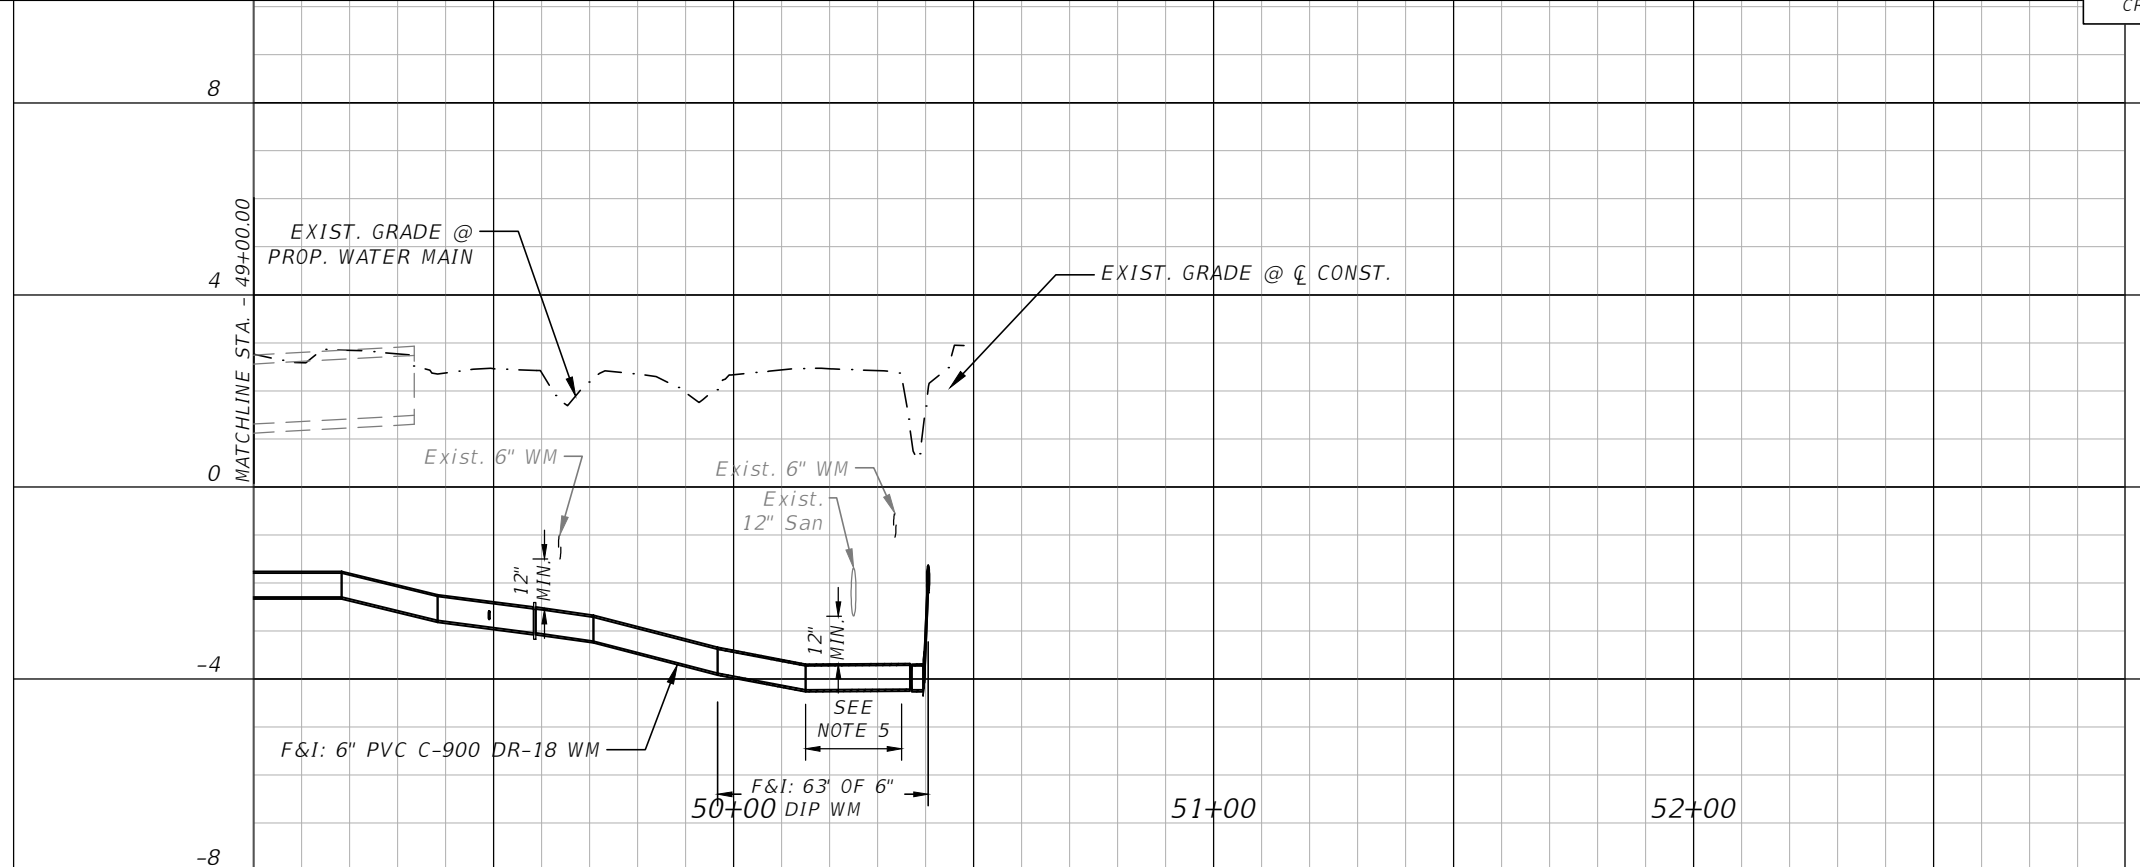 8
4
0
-4
-8
MATCHLINE STA. - 49+00.00
EXIST. GRADE @
PROP. WATER MAIN
EXIST. GRADE @ ℄ CONST.
Exist. 6" WM
Exist. 6" WM
Exist.
12" San
12"
MIN.
12"
MIN.
SEE
NOTE 5
F&I: 6" PVC C-900 DR-18 WM
F&I: 63' OF 6"
DIP WM
50+00
51+00
52+00